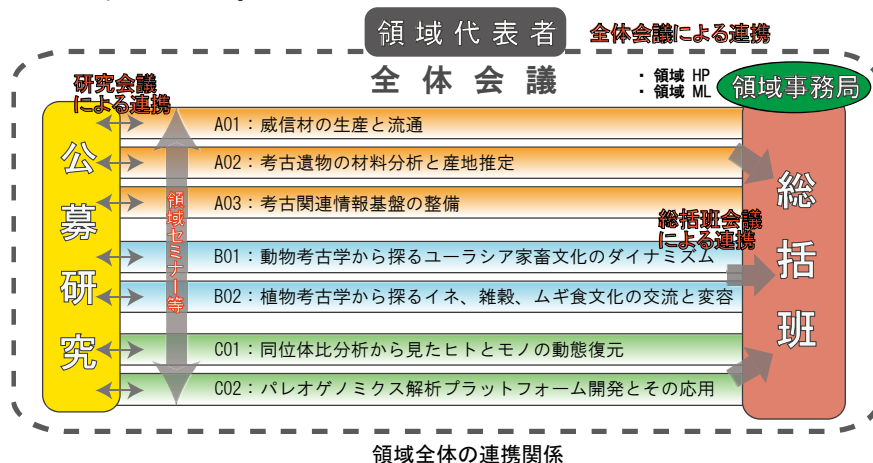 領域代表者
全体会議による連携
全体会議
：領域 HP
：領域 ML
領域事務局
研究会議
による連携
公募研究
領域セミナー等
A01：威信材の生産と流通
A02：考古遺物の材料分析と産地推定
A03：考古関連情報基盤の整備
B01：動物考古学から探るユーラシア家畜文化のダイナミズム
B02：植物考古学から探るイネ、雑穀、ムギ食文化の交流と変容
C01：同位体比分析から見たヒトとモノの動態復元
C02：パレオゲノミクス解析プラットフォーム開発とその応用
総括班会議
による連携
総括班
領域全体の連携関係